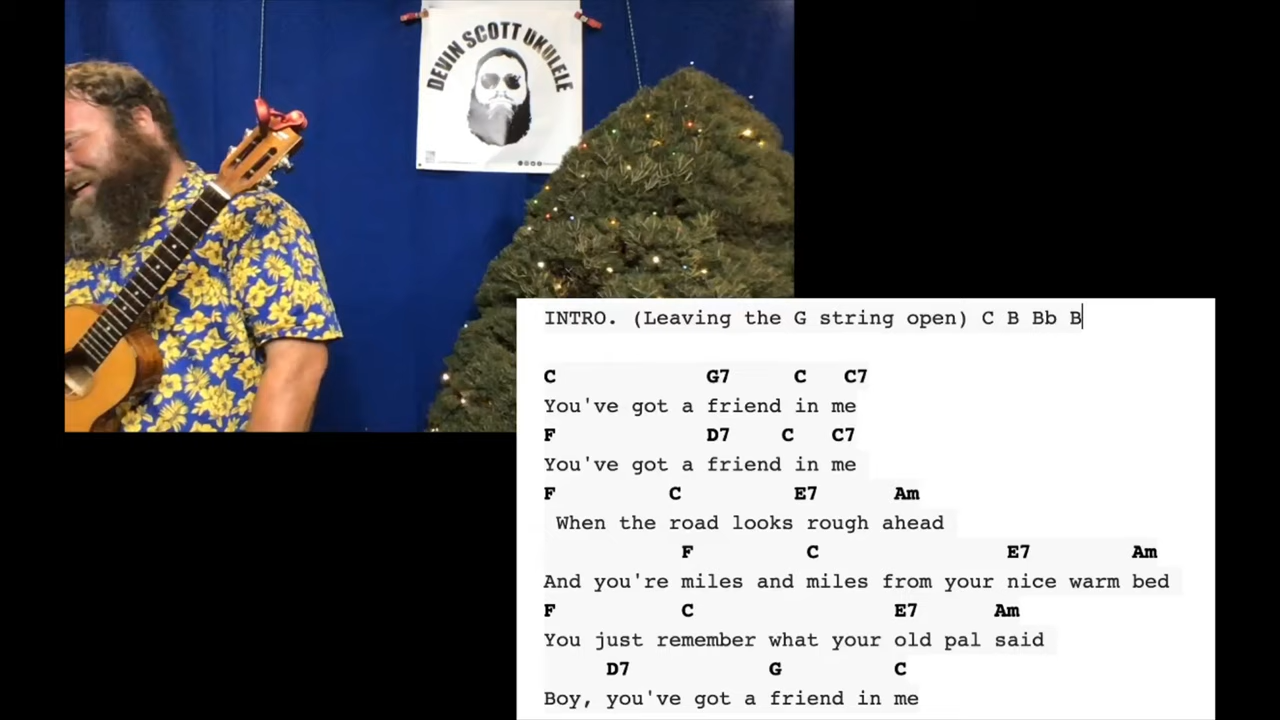 DEVIN SCOTT UKULELE
INTRO. (Leaving the G string open) C B Bb B
C G7 C C7
You've got a friend in me
F D7 C C7
You've got a friend in me
F C E7 Am
When the road looks rough ahead
F C E7 Am
And you're miles and miles from your nice warm bed
F C E7 Am
You just remember what your old pal said
D7 G C
Boy, you've got a friend in me